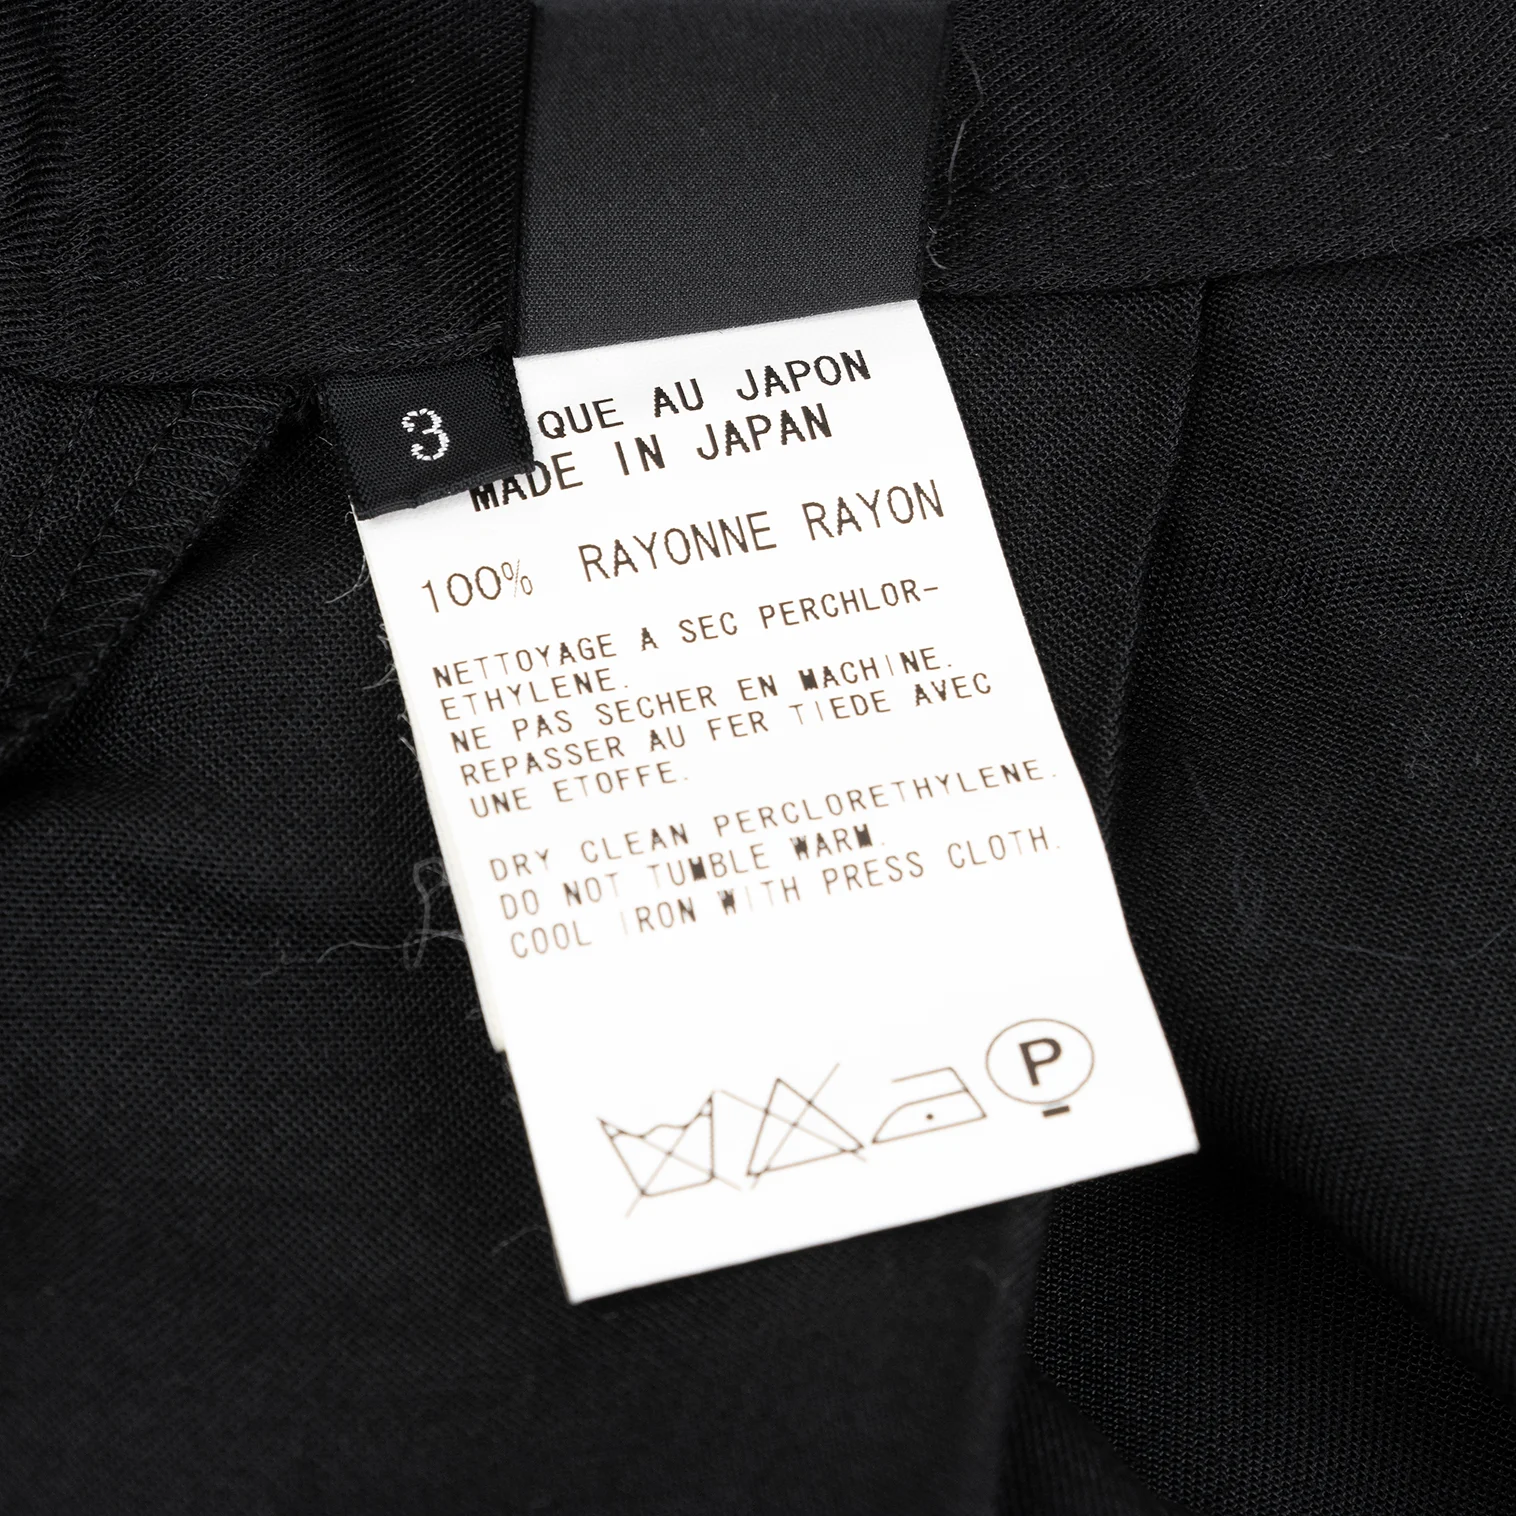 3
QUE AU JAPON
MADE IN JAPAN
100% RAYONNE RAYON
NETTOYAGE A SEC PERCHLOR-
ETHYLENE.
NE PAS SECHER EN MACHINE.
REPASSER AU FER TIEDE AVEC
UNE ETOFFE.
DRY CLEAN PERCLORETHYLENE.
DO NOT TUMBLE WARM.
COOL IRON WITH PRESS CLOTH.
P